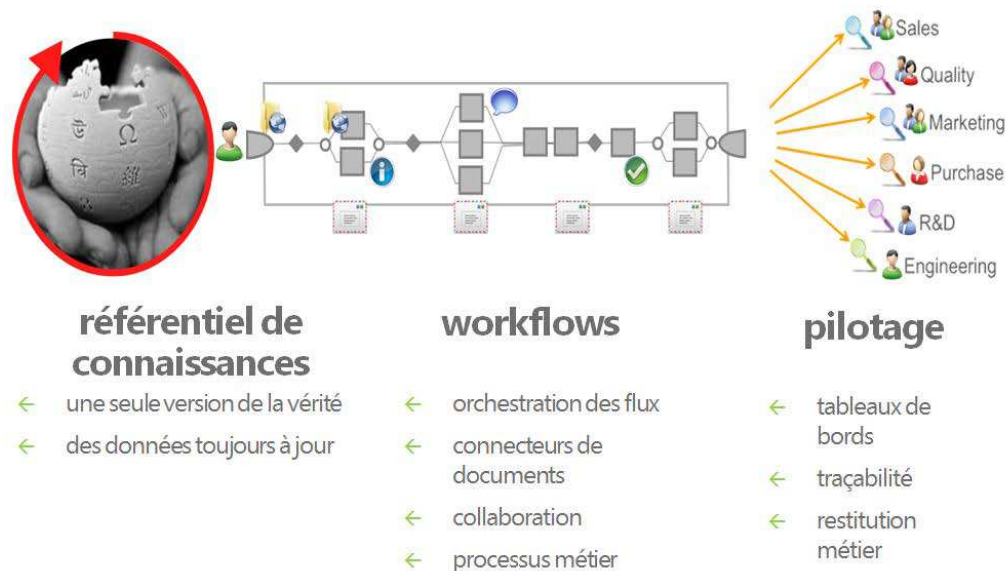 Sales
Quality
Marketing
Purchase
R&D
Engineering
Ω
référentiel de
connaissances
une seule version de la vérité
des données toujours à jour
workflows
orchestration des flux
connecteurs de
documents
collaboration
processus métier
pilotage
tableaux de
bords
traçabilité
restitution
métier